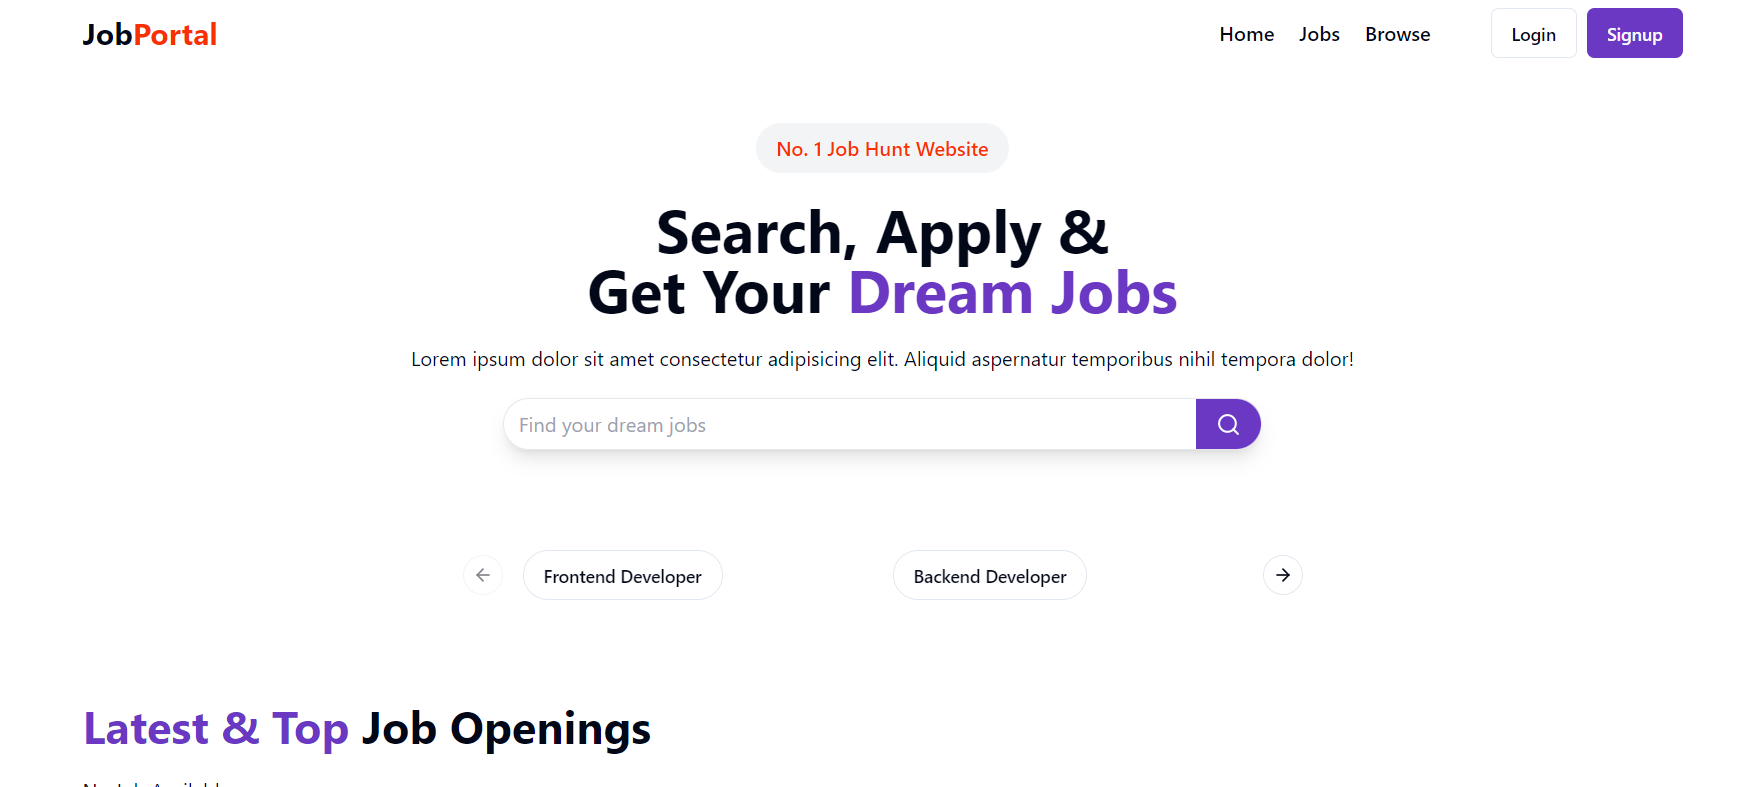 JobPortal
Home Jobs Browse Login Signup
No. 1 Job Hunt Website
Search, Apply &
Get Your Dream Jobs
Lorem ipsum dolor sit amet consectetur adipisicing elit. Aliquid aspernatur temporibus nihil tempora dolor!
Find your dream jobs
Frontend Developer Backend Developer
Latest & Top Job Openings